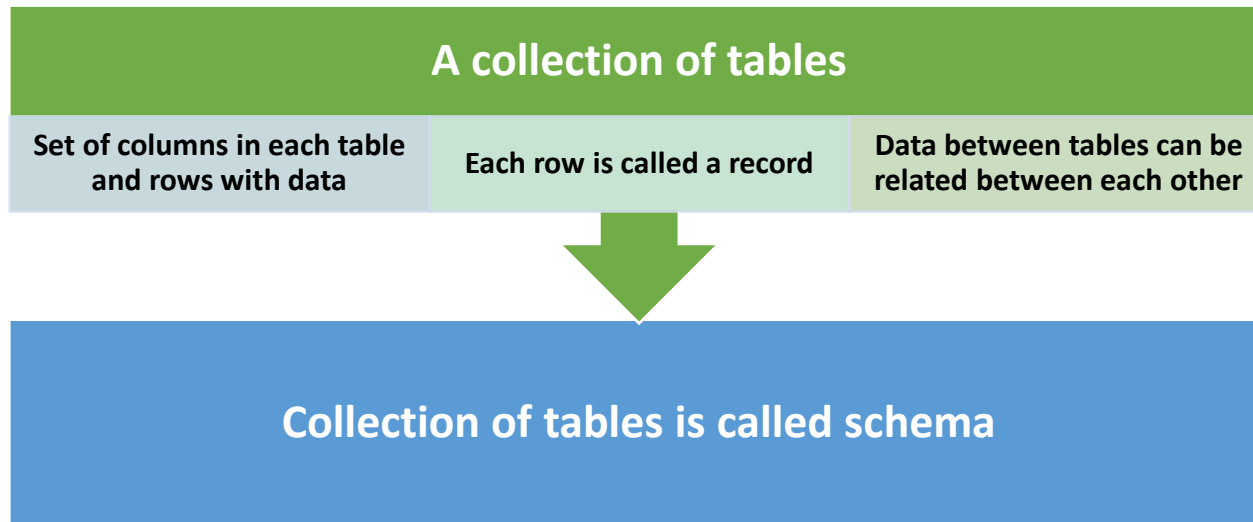 A collection of tables
Set of columns in each table
and rows with data
Each row is called a record
Data between tables can be
related between each other
Collection of tables is called schema